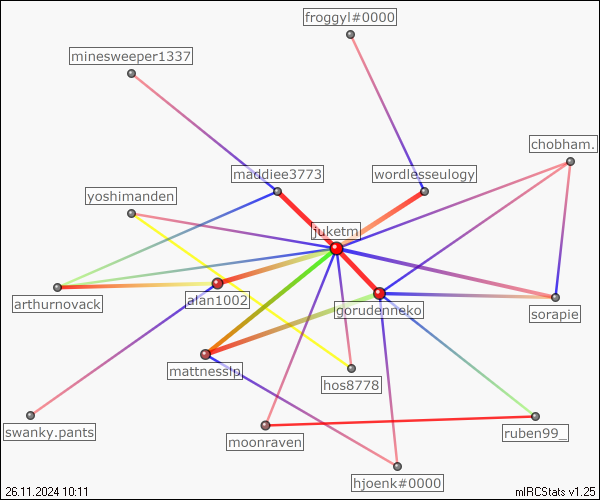 froggyl#0000
minesweeper1337
chobham.
maddiee3773
wordlesseulogy
yoshimanden
juketm
arthurnovack
alan1002
gorudenneko
sorapie
mattnesslp
hos8778
swanky.pants
moonraven
ruben99_
hjoenk#0000
26.11.2024 10:11
mIRCStats v1.25